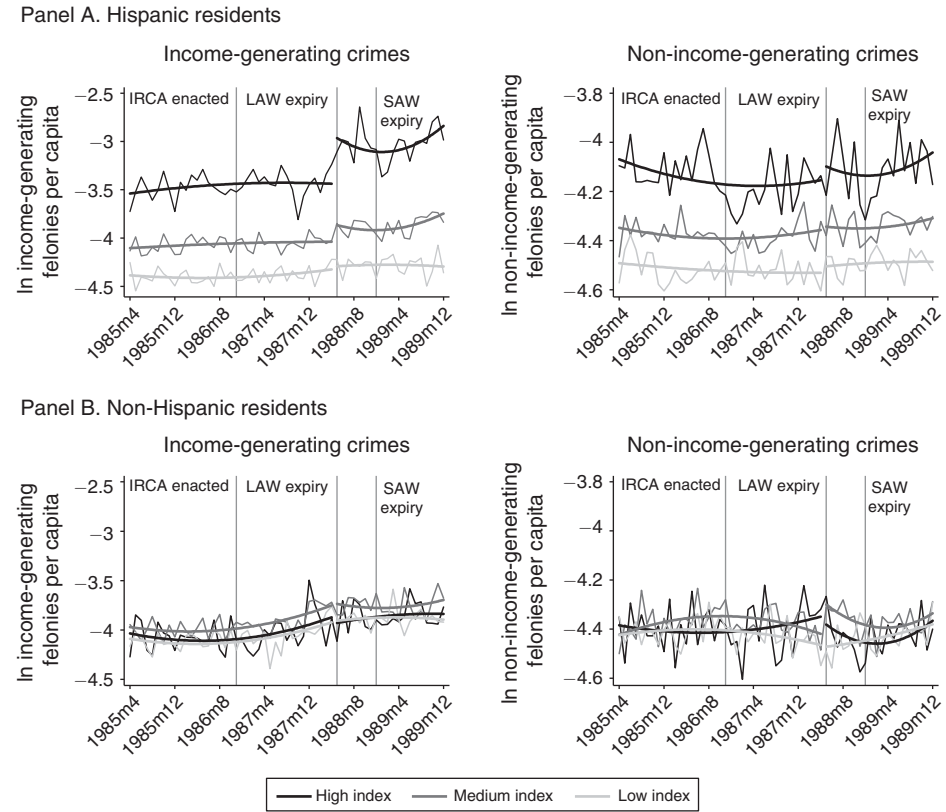 Panel A. Hispanic residents
Income-generating crimes
Non-income-generating crimes
ln income-generating
felonies per capita
−2.5
−3
−3.5
−4
−4.5
IRCA enacted
LAW expiry
SAW
expiry
1985m4
1985m12
1986m8
1987m4
1987m12
1988m8
1989m4
1989m12
ln non-income-generating
felonies per capita
−3.8
−4
−4.2
−4.4
−4.6
IRCA enacted
LAW expiry
SAW
expiry
1985m4
1985m12
1986m8
1987m4
1987m12
1988m8
1989m4
1989m12
Panel B. Non-Hispanic residents
Income-generating crimes
Non-income-generating crimes
ln income-generating
felonies per capita
−2.5
−3
−3.5
−4
−4.5
IRCA enacted
LAW expiry
SAW
expiry
1985m4
1985m12
1986m8
1987m4
1987m12
1988m8
1989m4
1989m12
ln non-income-generating
felonies per capita
−3.8
−4
−4.2
−4.4
−4.6
IRCA enacted
LAW expiry
SAW
expiry
1985m4
1985m12
1986m8
1987m4
1987m12
1988m8
1989m4
1989m12
High index
Medium index
Low index